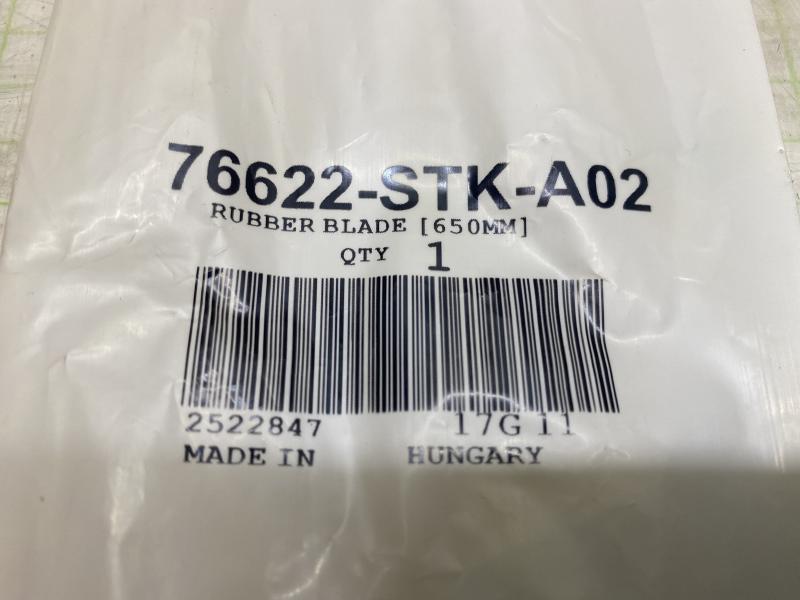 76622-STK-A02
RUBBER BLADE [650MM]
QTY 1
2522847 17G 11
MADE IN HUNGARY